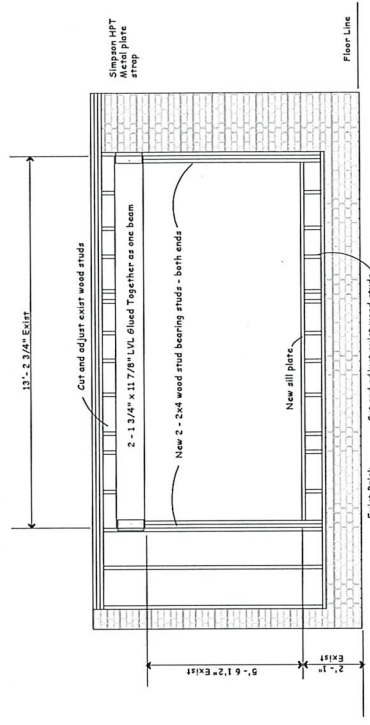 Simpson HPT
Metal plate
strap
Floor Line
13'- 2 3/4" Exist
Cut and adjust exist wood studs
2 - 1 3/4" x 11 7/8" LVL Glued Together as one beam
New 2 - 2x4 wood stud bearing studs - both ends
New sill plate
5'- 6 1'2" Exist
2'- 1"
Exist